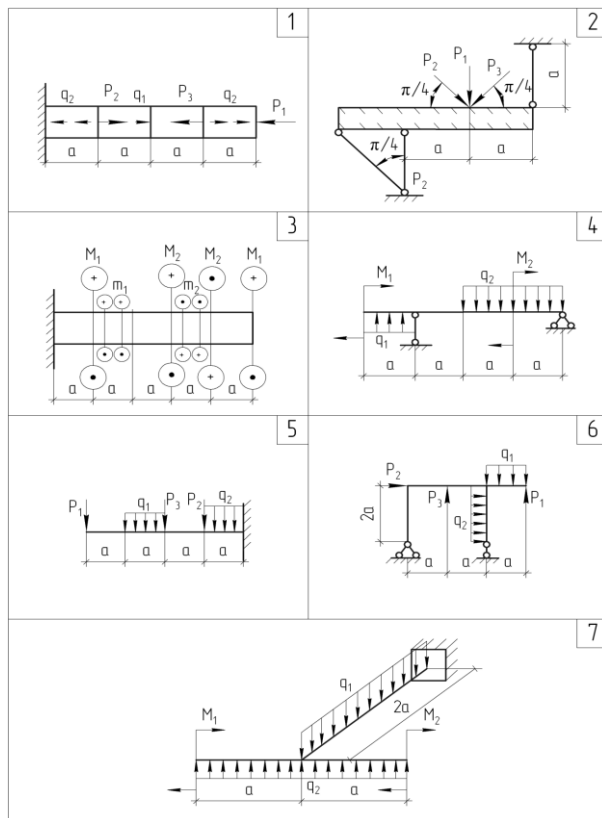 1
q₂ P₂ q₁ P₃ q₂ P₁
a a a a
2
P₁
P₂ P₃
π/4 π/4
a
π/4
a a
P₂
3
M₁ M₂ M₂ M₁
m₁ m₂
a a a a a
4
M₁ q₂ M₂
q₁
a a a a
5
P₁ q₁ P₃ P₂ q₂
a a a a
6
q₁
P₂ P₃ P₁
2a q₂
a a a
7
q₁
2a
M₁ M₂
a q₂ a